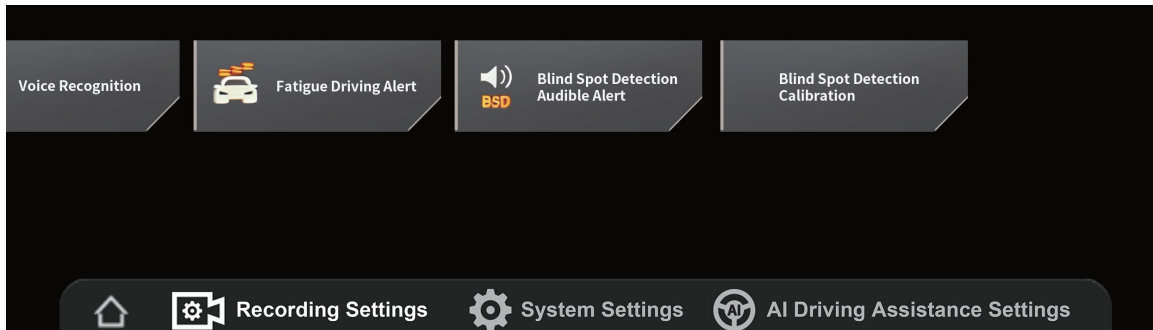 Voice Recognition
Fatigue Driving Alert
BSD
Blind Spot Detection
Audible Alert
Blind Spot Detection
Calibration
Recording Settings
System Settings
AI
AI Driving Assistance Settings